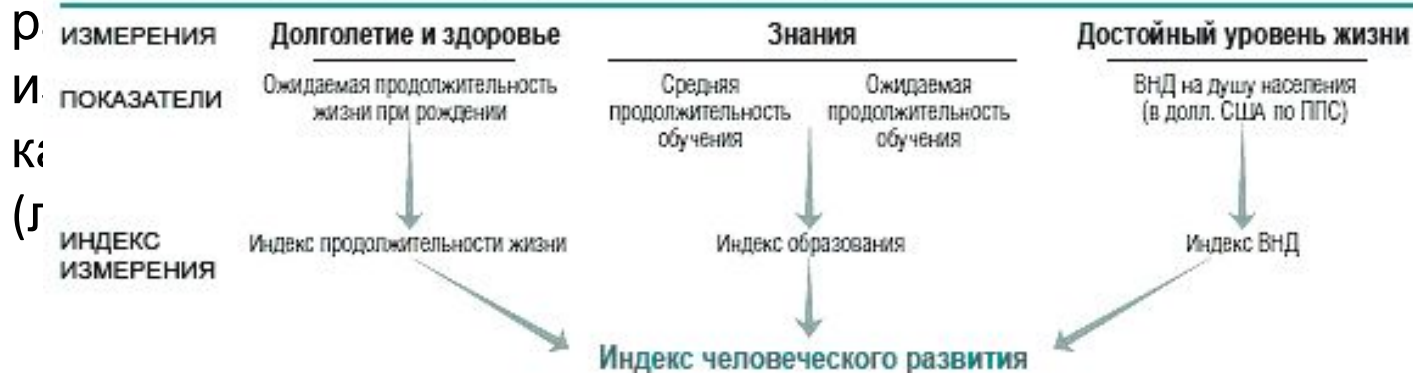 ИЗМЕРЕНИЯ Долголетие и здоровье Знания Достойный уровень жизни
ПОКАЗАТЕЛИ
Ожидаемая продолжительность
жизни при рождении
Средняя
продолжительность
обучения
Ожидаемая
продолжительность
обучения
ВНД на душу населения
(в долл. США по ППС)
ИНДЕКС
ИЗМЕРЕНИЯ
Индекс продолжительности жизни
Индекс образования
Индекс ВНД
Индекс человеческого развития